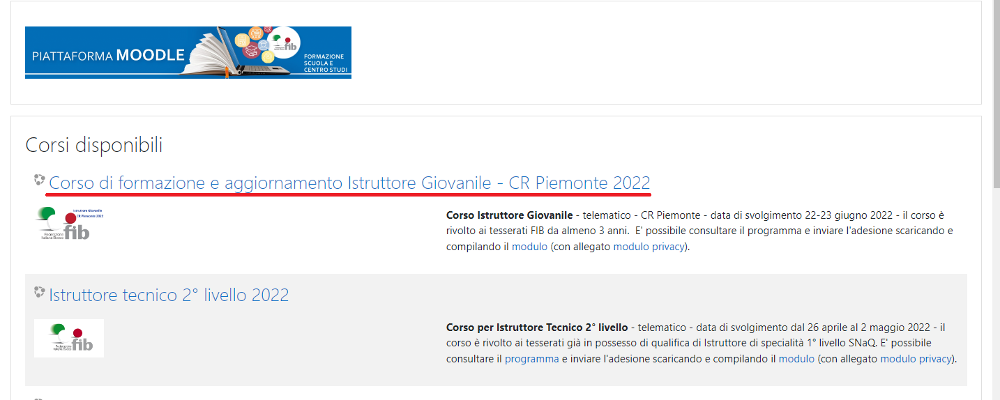 PIATTAFORMA MOODLE
fib
FORMAZIONE
SCUOLA E
CENTRO STUDI
Corsi disponibili
Corso di formazione e aggiornamento Istruttore Giovanile - CR Piemonte 2022
Istruttore Giovanile
CR Piemonte 2022
Federazione
Italiana Bocce
fib
Corso Istruttore Giovanile - telematico - CR Piemonte - data di svolgimento 22-23 giugno 2022 - il corso è
rivolto ai tesserati FIB da almeno 3 anni. E' possibile consultare il programma e inviare l'adesione scaricando e
compilando il modulo (con allegato modulo privacy).
Istruttore tecnico 2° livello 2022
Federazione
Italiana Bocce
fib
Corso per Istruttore Tecnico 2° livello - telematico - data di svolgimento dal 26 aprile al 2 maggio 2022 - il
corso è rivolto ai tesserati già in possesso di qualifica di Istruttore di specialità 1° livello SNaQ. E' possibile
consultare il programma e inviare l'adesione scaricando e compilando il modulo (con allegato modulo privacy).